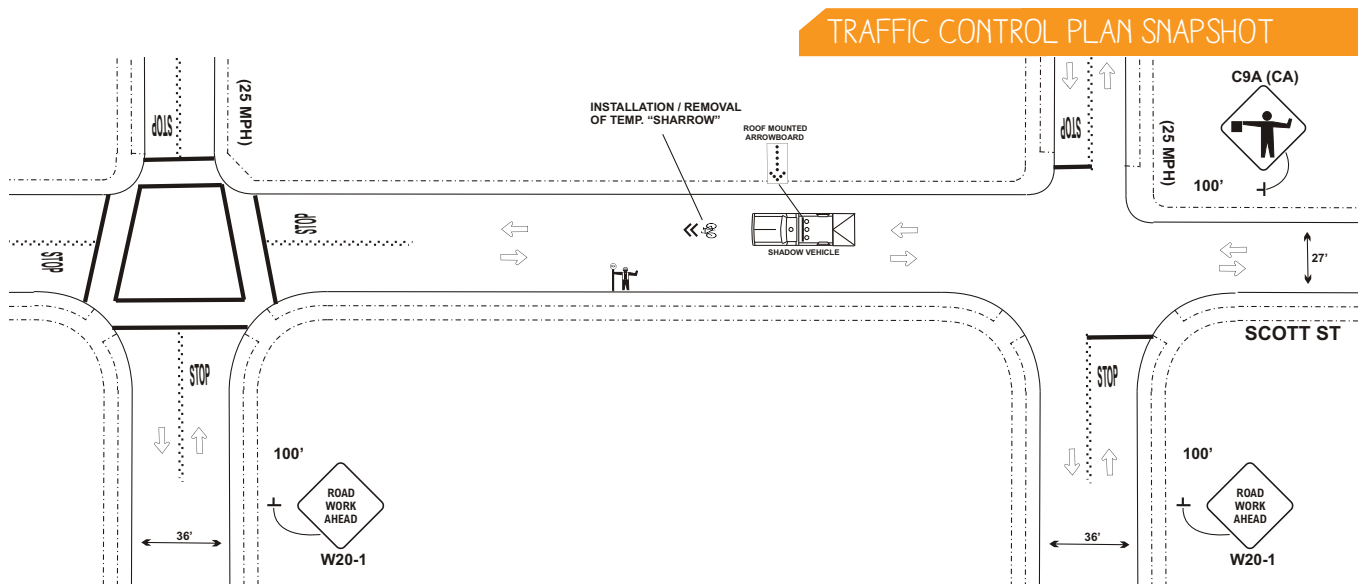 TRAFFIC CONTROL PLAN SNAPSHOT
C9A (CA)
(25 MPH)
STOP
INSTALLATION / REMOVAL
OF TEMP. “SHARROW”
ROOF MOUNTED
ARROWBOARD
STOP
(25 MPH)
100'
STOP
STOP
SHADOW VEHICLE
27'
SCOTT ST
STOP
STOP
100'
ROAD
WORK
AHEAD
W20-1
36'
100'
ROAD
WORK
AHEAD
W20-1
36'